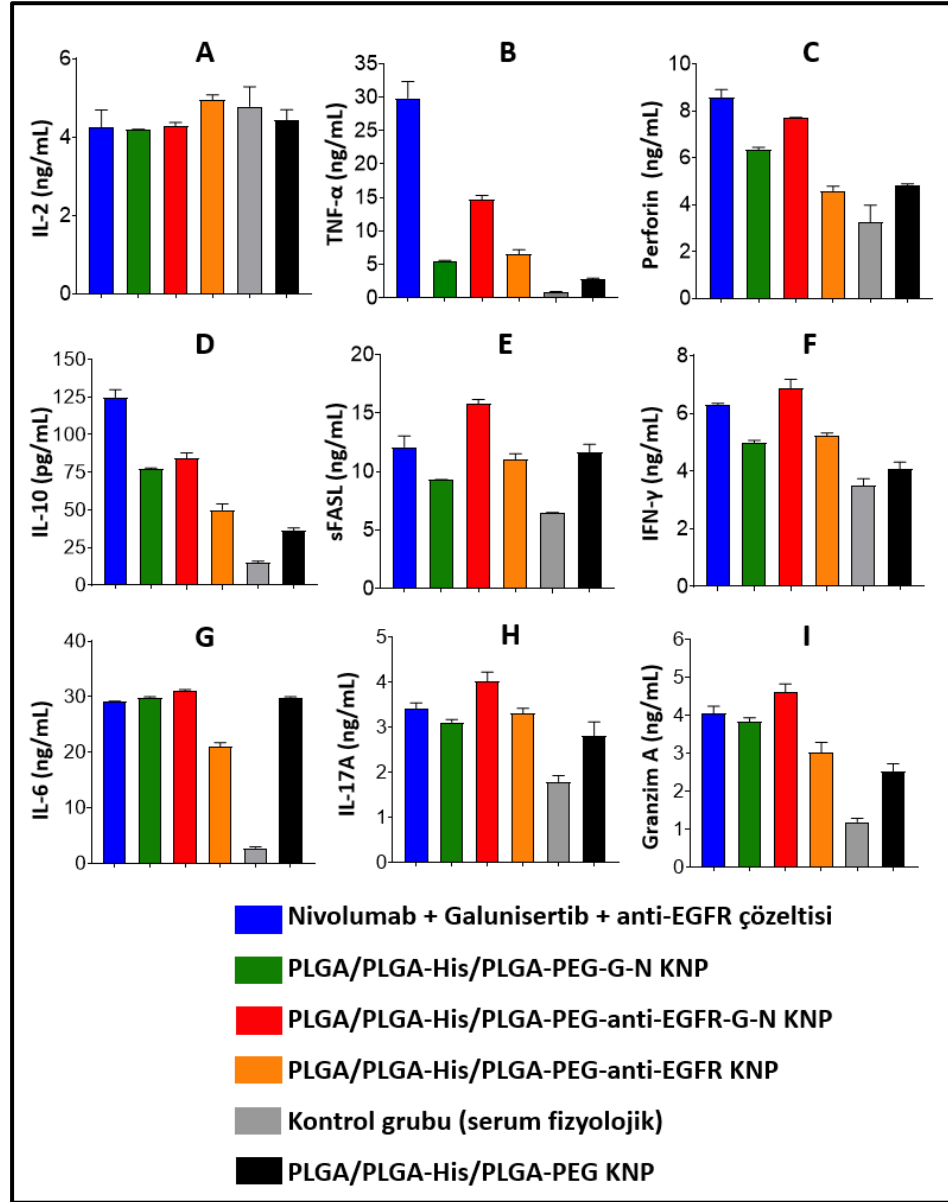 A
IL-2 (ng/mL)
6
4
2
0
B
TNF-α (ng/mL)
35
30
25
20
15
10
5
0
C
Perforin (ng/mL)
10
8
6
4
2
0
D
IL-10 (pg/mL)
150
125
100
75
50
25
0
E
sFASL (ng/mL)
20
15
10
5
0
F
IFN-γ (ng/mL)
8
6
4
2
0
G
IL-6 (ng/mL)
40
30
20
10
0
H
IL-17A (ng/mL)
5
4
3
2
1
0
I
Granzim A (ng/mL)
6
5
4
3
2
1
0
Nivolumab + Galunisertib + anti-EGFR çözeltisi
PLGA/PLGA-His/PLGA-PEG-G-N KNP
PLGA/PLGA-His/PLGA-PEG-anti-EGFR-G-N KNP
PLGA/PLGA-His/PLGA-PEG-anti-EGFR KNP
Kontrol grubu (serum fizyolojik)
PLGA/PLGA-His/PLGA-PEG KNP